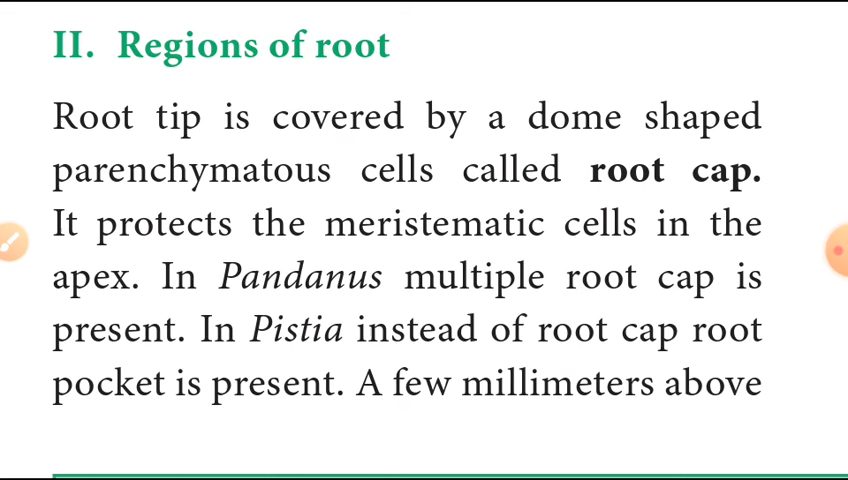 II. Regions of root
Root tip is covered by a dome shaped
parenchymatous cells called root cap.
It protects the meristematic cells in the
apex. In Pandanus multiple root cap is
present. In Pistia instead of root cap root
pocket is present. A few millimeters above